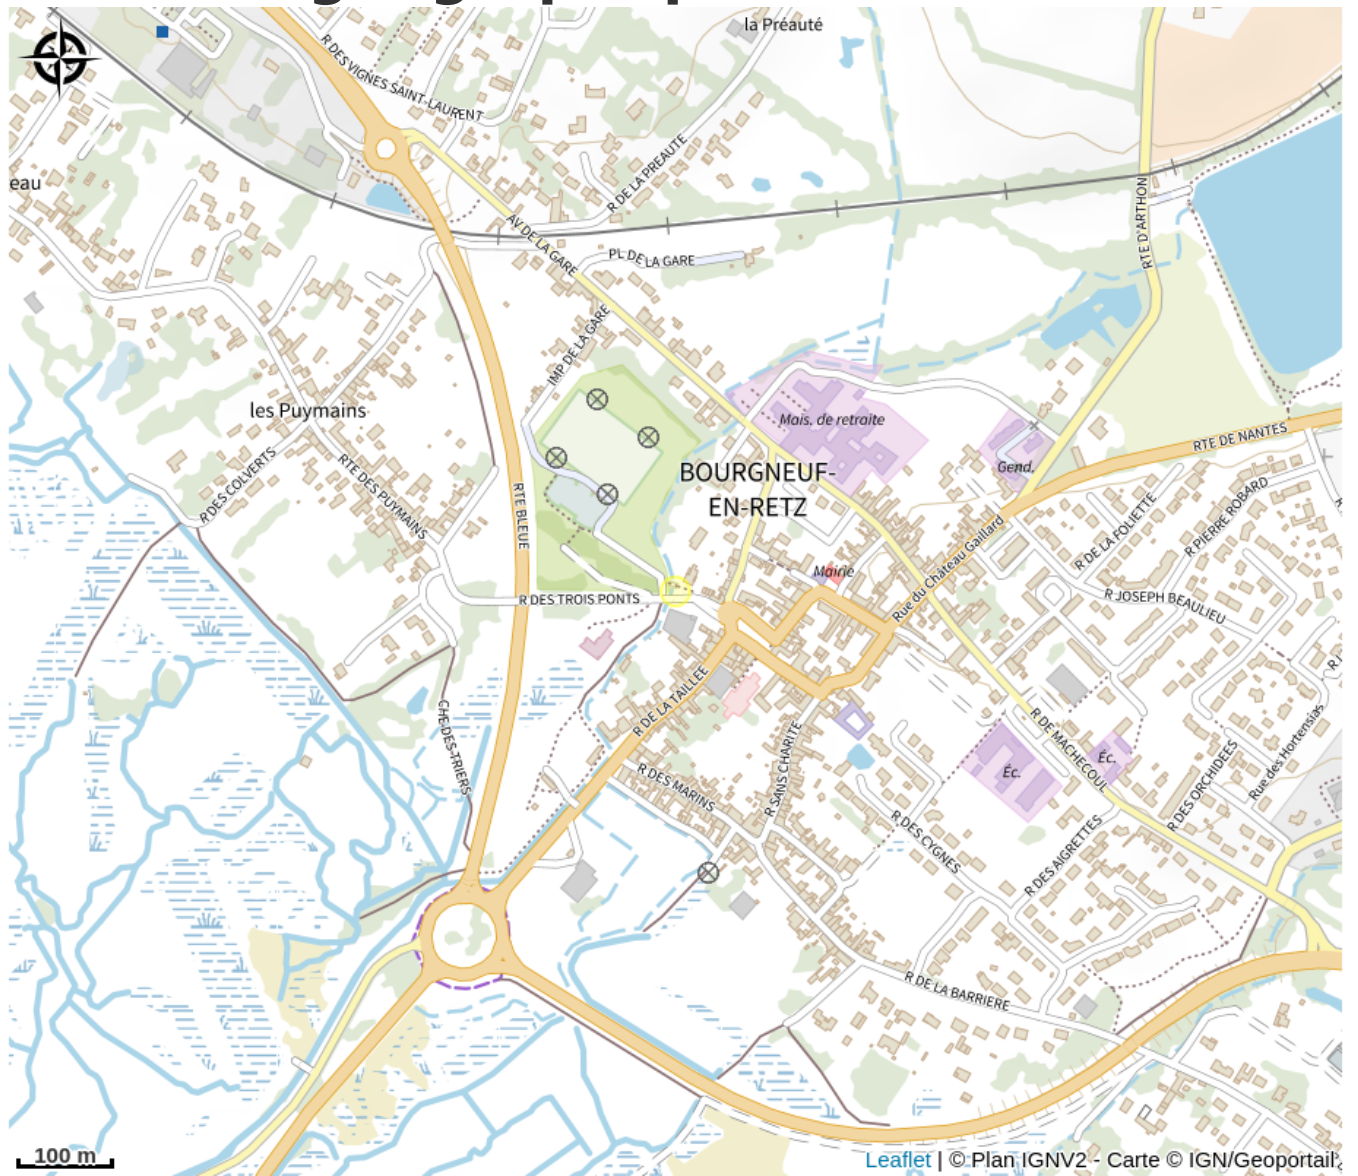 la Préauté
R DES VIGNES SAINT-LAURENT
R DE LA PREAUTE
eau
AV DE LA GARE
PL DE LA GARE
RTE D'ARTHON
IMP DE LA GARE
les Puymains
Mais. de retraite
RTE DE NANTES
R DES COLVERTS
RTE DES PUYMAINS
BOURGNEUF-
EN-RETZ
Gend.
RTE BLEUE
R DE LA FOLIETTE
R PIERRE ROBARD
Rue du Château Gaillard
Mairie
R DES TROIS PONTS
R JOSEPH BEAULIEU
R DE LA TAILLEE
CHE DES TRIERS
R DE MACHECOUL
R DES MARINS
R SANS CHARITE
Éc.
Éc.
R DES ORCHIDEES
Rue des Hortensias
R DES CYGNES
R DES AIGRETTES
R DE LA BARRIERE
100 m
Leaflet | © Plan IGNV2 - Carte © IGN/Geoportail